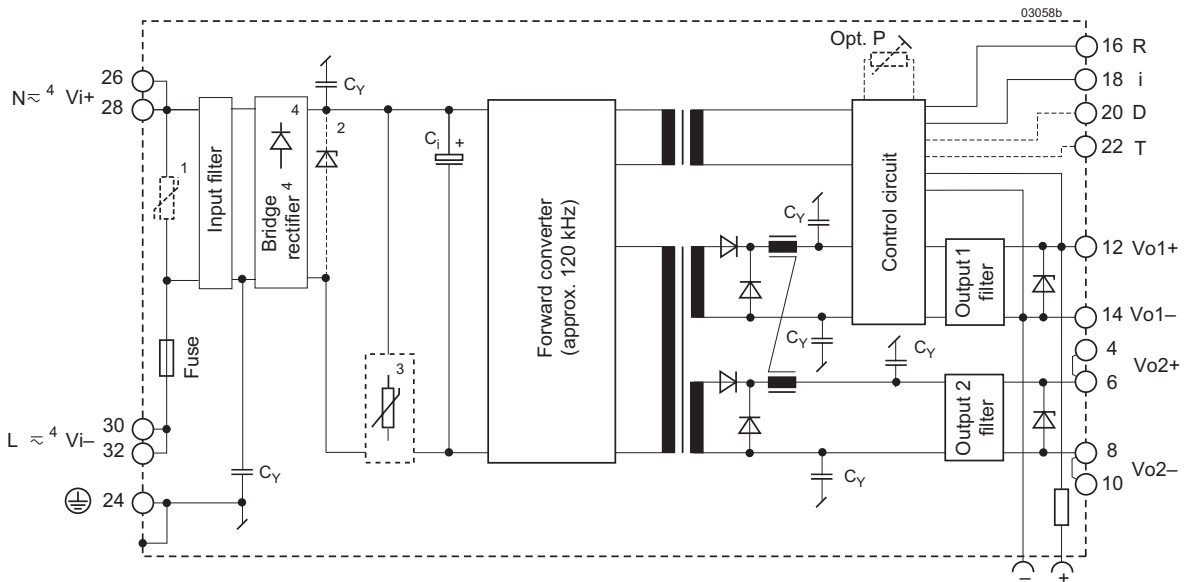 03058b
Opt. P
16 R
18 i
20 D
22 T
26
N ≂ 4 Vi+
28
CY
4
2
1
Ci
+
Input filter
Bridge
rectifier 4
Forward converter
(approx. 120 kHz)
Control circuit
CY
12 Vo1+
Output 1
filter
14 Vo1–
CY
CY
4
Vo2+
6
Fuse
3
Output 2
filter
30
L ≂ 4 Vi–
32
8
Vo2–
10
CY
CY
24
–
+